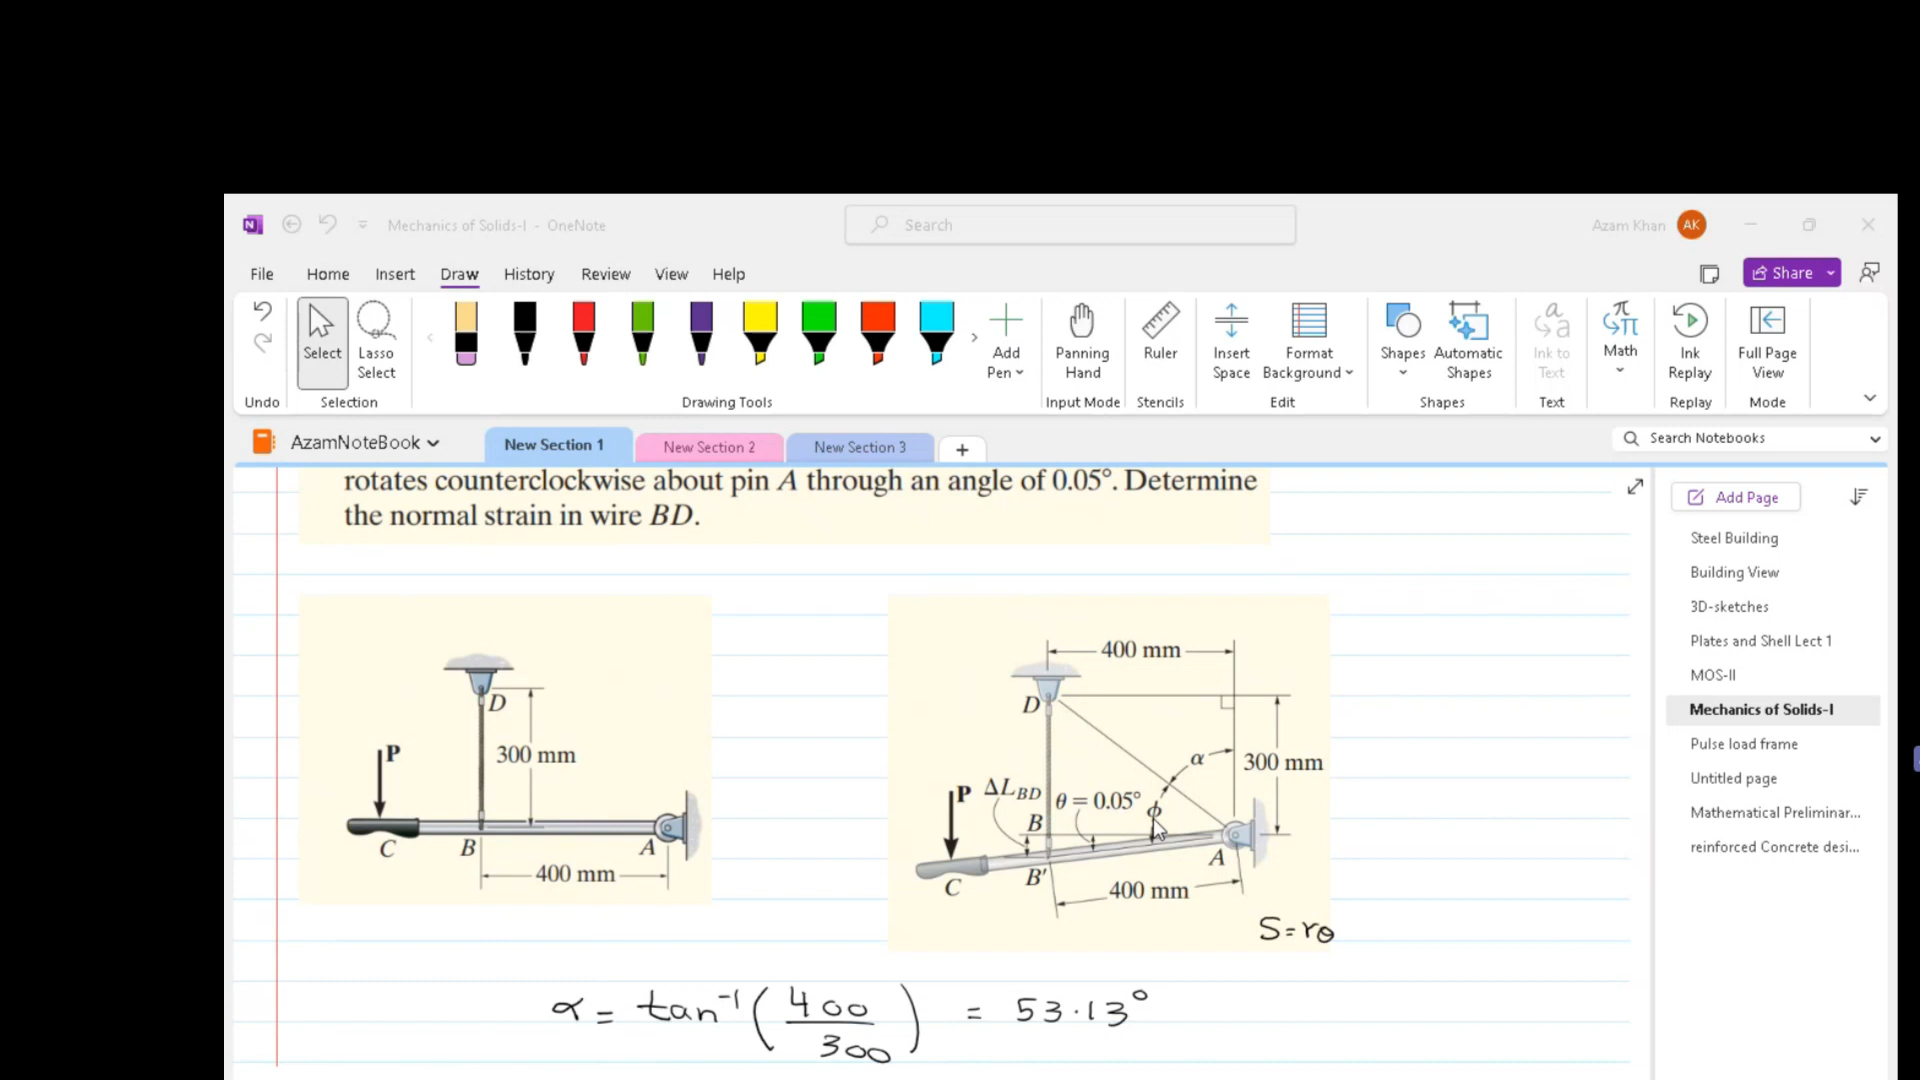 Mechanics of Solids-I - OneNote
Search
Azam Khan
AK
File Home Insert Draw History Review View Help
Share
Select
Lasso Select
Add Pen
Panning Hand
Ruler
Insert Space
Format Background
Shapes
Automatic Shapes
Ink to Text
Math
Ink Replay
Full Page View
Undo
Selection
Drawing Tools
Input Mode
Stencils
Edit
Shapes
Text
Replay
Mode
AzamNoteBook
New Section 1
New Section 2
New Section 3
Search Notebooks
rotates counterclockwise about pin A through an angle of 0.05°. Determine
the normal strain in wire BD.
Add Page
Steel Building
Building View
3D-sketches
Plates and Shell Lect 1
MOS-II
Mechanics of Solids-I
Pulse load frame
Untitled page
Mathematical Preliminar...
reinforced Concrete desi...
D
P
300 mm
C
B
A
400 mm
400 mm
D
α
300 mm
P
ΔL_BD
θ = 0.05°
ϕ
B
A
C
B′
400 mm
S=rθ
α = tan⁻¹(400/300) = 53.13°